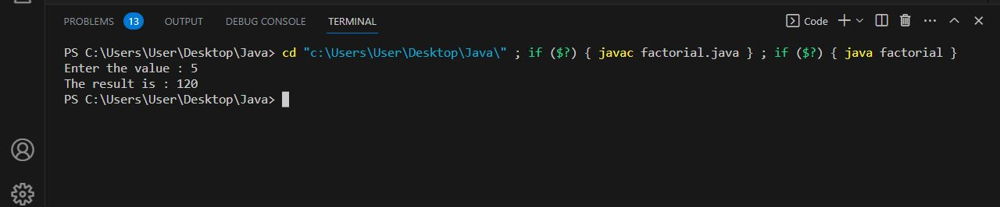 PROBLEMS 13 OUTPUT DEBUG CONSOLE TERMINAL Code
PS C:\Users\User\Desktop\Java> cd "c:\Users\User\Desktop\Java\" ; if ($?) { javac factorial.java } ; if ($?) { java factorial }
Enter the value : 5
The result is : 120
PS C:\Users\User\Desktop\Java>